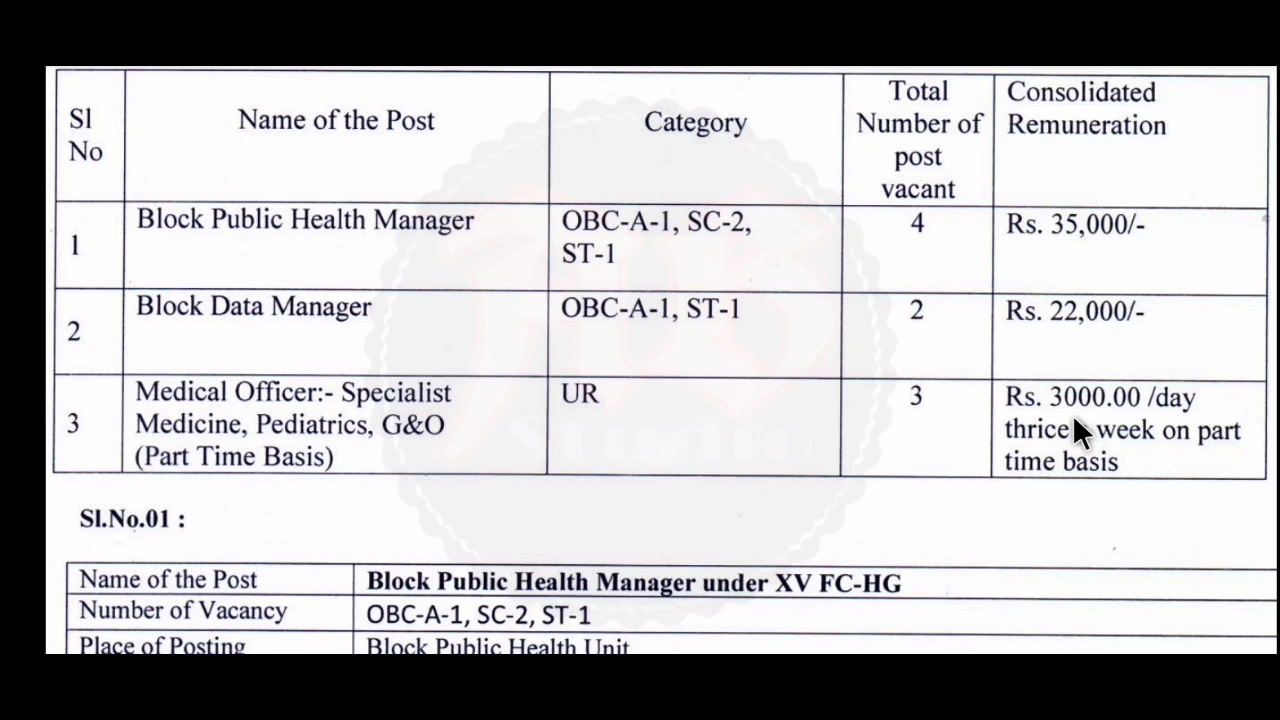 Sl No
Name of the Post
Category
Total Number of post vacant
Consolidated Remuneration
1
Block Public Health Manager
OBC-A-1, SC-2,
ST-1
4
Rs. 35,000/-
2
Block Data Manager
OBC-A-1, ST-1
2
Rs. 22,000/-
3
Medical Officer:- Specialist
Medicine, Pediatrics, G&O
(Part Time Basis)
UR
3
Rs. 3000.00 /day
thrice week on part
time basis
Sl.No.01 :
Name of the Post
Block Public Health Manager under XV FC-HG
Number of Vacancy
OBC-A-1, SC-2, ST-1
Place of Posting
Block Public Health Unit
Studio